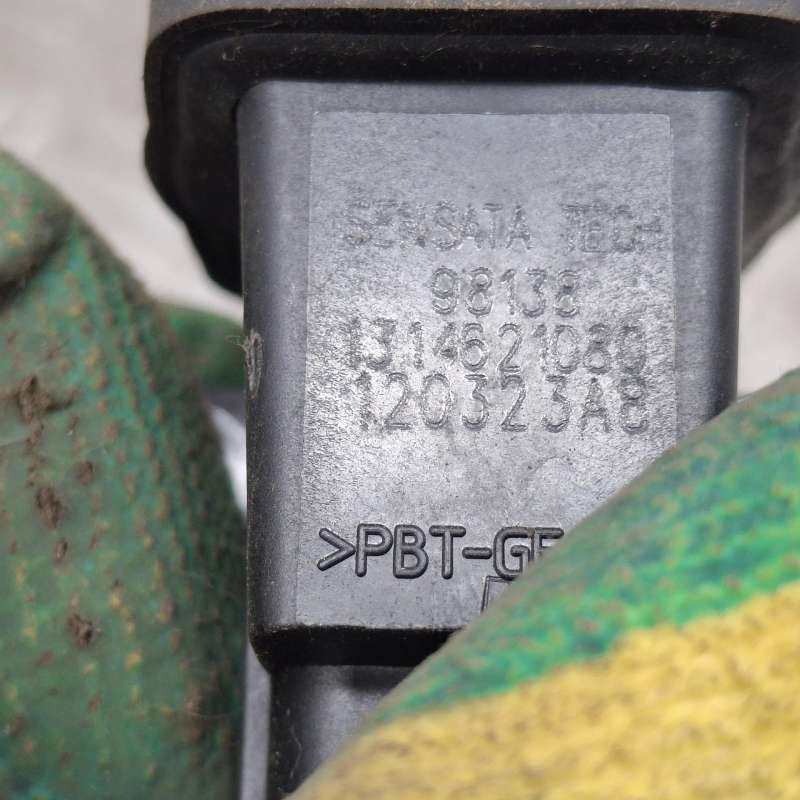 SENSATA TECH
98138
1314621080
120323A8
>PBT-GF